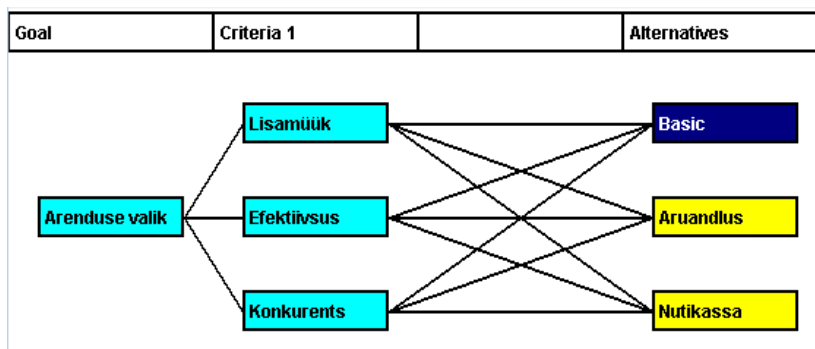 Goal Criteria 1 Alternatives
Lisamüük Basic
Arenduse valik Efektiivsus Aruandlus
Konkurents Nutikassa